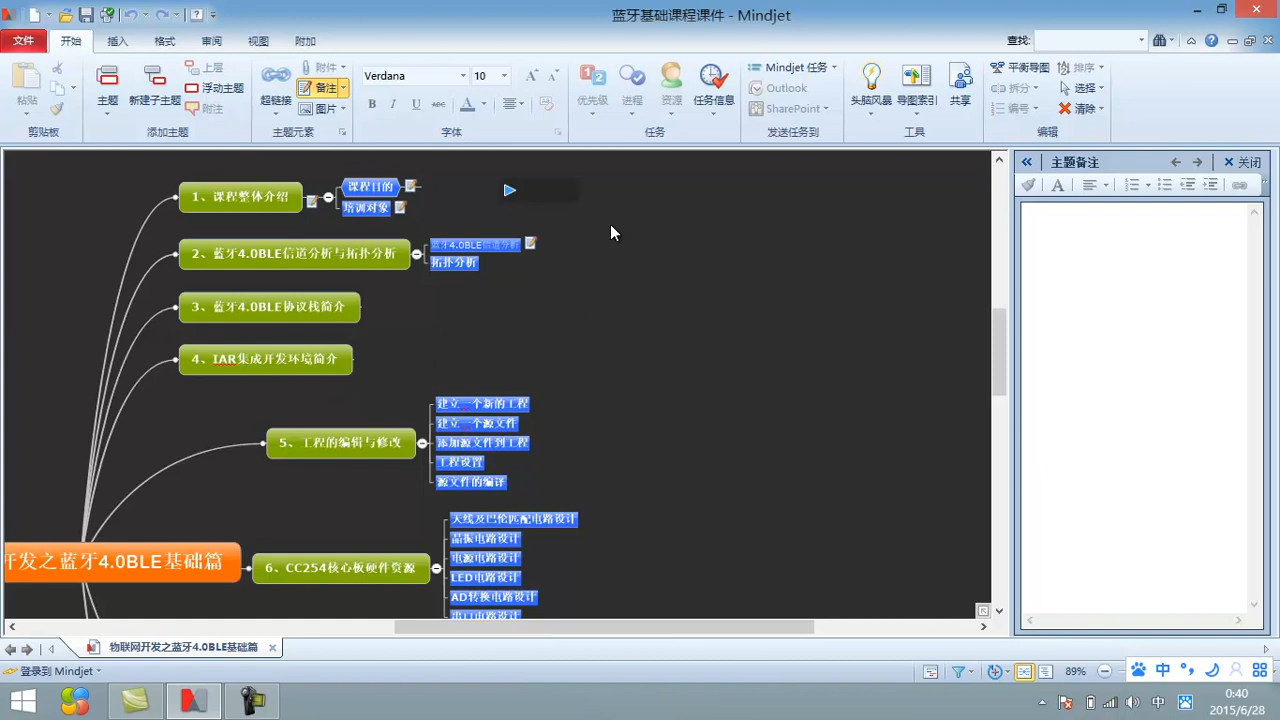 蓝牙基础课程课件 - Mindjet
文件
开始
插入
格式
审阅
视图
附加
查找:
粘贴
剪贴板
主题
新建子主题
上层
浮动主题
附注
添加主题
超链接
附件
备注
图片
主题元素
Verdana
10
B I U ABC A
字体
优先级
进程
资源
任务信息
任务
Mindjet 任务
Outlook
SharePoint
发送任务到
头脑风暴
导图索引
共享
工具
平衡导图
拆分
编号
排序
选择
清除
编辑
1、课程整体介绍
课程目的
培训对象
2、蓝牙4.0BLE信道分析与拓扑分析
蓝牙4.0BLE信道分析
拓扑分析
3、蓝牙4.0BLE协议栈简介
4、IAR集成开发环境简介
5、工程的编辑与修改
建立一个新的工程
建立一个源文件
添加源文件到工程
工程设置
源文件的编译
开发之蓝牙4.0BLE基础篇
6、CC254核心板硬件资源
天线及巴伦匹配电路设计
晶振电路设计
电源电路设计
LED电路设计
AD转换电路设计
串口电路设计
主题备注
关闭
物联网开发之蓝牙4.0BLE基础篇
登录到 Mindjet
89%
中
中
0:40
2015/6/28